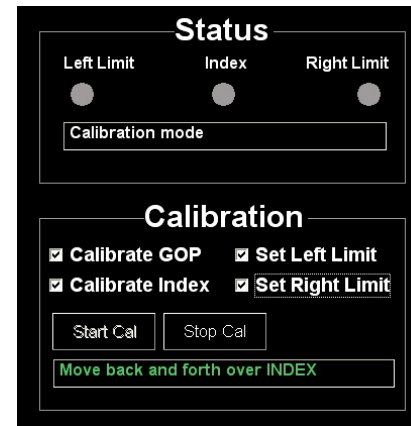 Status
Left Limit Index Right Limit
Calibration mode
Calibration
Calibrate GOP Set Left Limit
Calibrate Index Set Right Limit
Start Cal Stop Cal
Move back and forth over INDEX